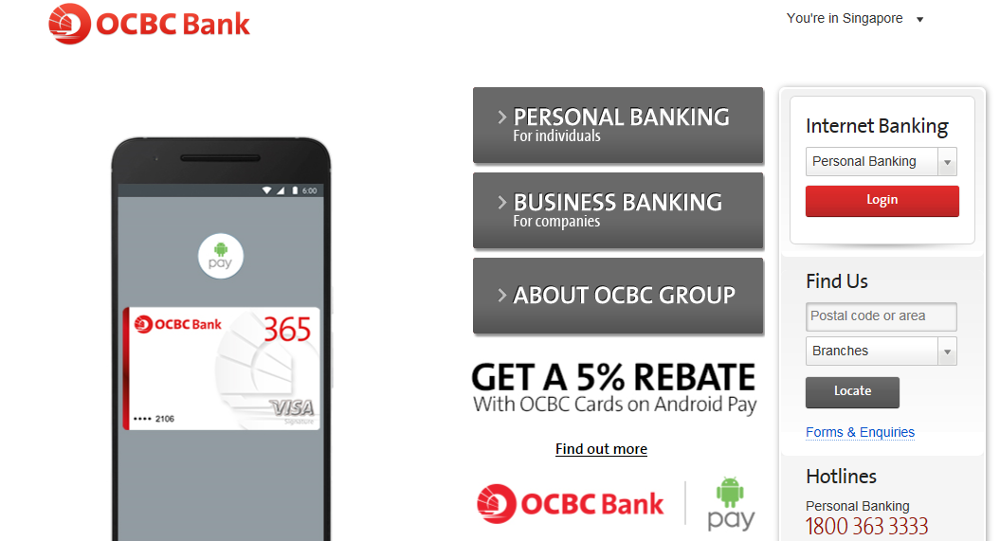 OCBC Bank
You're in Singapore
6:00
pay
OCBC Bank
365
VISA
Signature
•••• 2106
PERSONAL BANKING
For individuals
BUSINESS BANKING
For companies
ABOUT OCBC GROUP
GET A 5% REBATE
With OCBC Cards on Android Pay
Find out more
OCBC Bank
pay
Internet Banking
Personal Banking
Login
Find Us
Postal code or area
Branches
Locate
Forms & Enquiries
Hotlines
Personal Banking
1800 363 3333